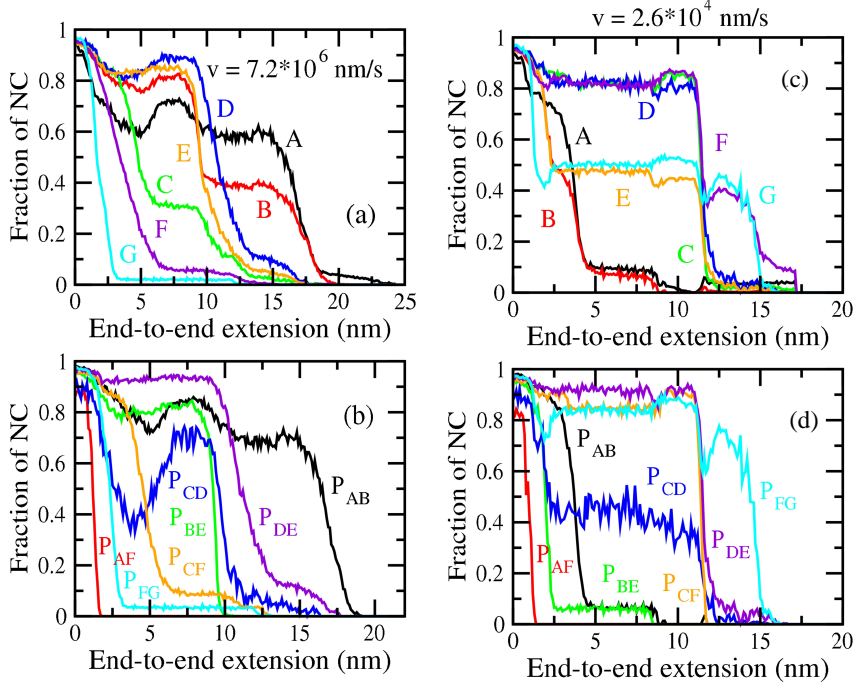 v = 2.6*10^4 nm/s
Fraction of NC
1
0.8
0.6
0.4
0.2
0
v = 7.2*10^6 nm/s
D
A
E
C
B
F
G
(a)
0 5 10 15 20 25
End-to-end extension (nm)
Fraction of NC
1
0.8
0.6
0.4
0.2
0
(c)
A
D
F
B
E
G
C
0 5 10 15 20
End-to-end extension (nm)
Fraction of NC
1
0.8
0.6
0.4
0.2
0
(b)
P_CD
P_AB
P_BE
P_DE
P_AF
P_CF
P_FG
0 5 10 15 20
End-to-end extension (nm)
Fraction of NC
1
0.8
0.6
0.4
0.2
0
(d)
P_AB
P_CD
P_FG
P_AF
P_DE
P_BE
P_CF
0 5 10 15 20
End-to-end extension (nm)